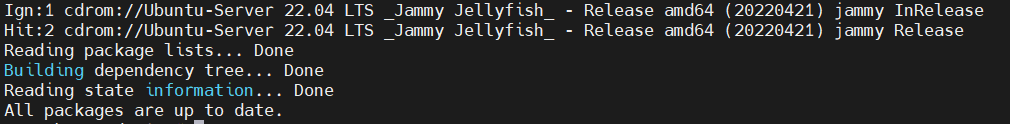 Ign:1 cdrom://Ubuntu-Server 22.04 LTS _Jammy Jellyfish_ - Release amd64 (20220421) jammy InRelease
Hit:2 cdrom://Ubuntu-Server 22.04 LTS _Jammy Jellyfish_ - Release amd64 (20220421) jammy Release
Reading package lists... Done
Building dependency tree... Done
Reading state information... Done
All packages are up to date.